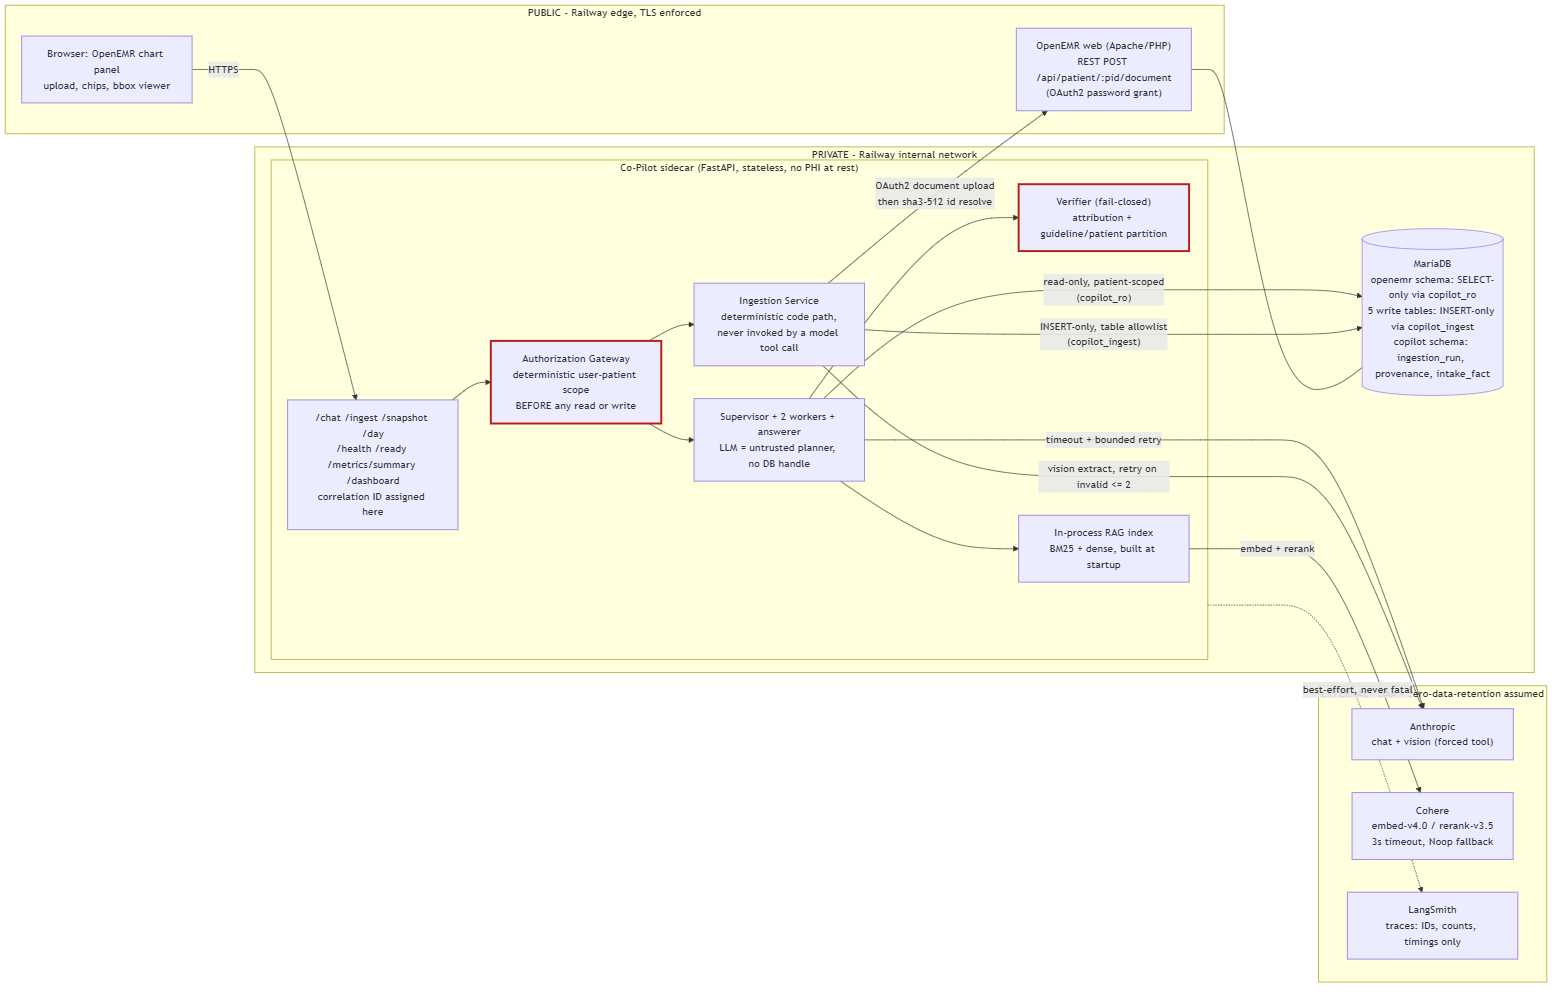 PUBLIC - Railway edge, TLS enforced
Browser: OpenEMR chart
panel
upload, chips, bbox viewer
HTTPS
OpenEMR web (Apache/PHP)
REST POST
/api/patient/:pid/document
(OAuth2 password grant)
PRIVATE - Railway internal network
Co-Pilot sidecar (FastAPI, stateless, no PHI at rest)
OAuth2 document upload
then sha3-512 id resolve
Verifier (fail-closed)
attribution +
guideline/patient partition
Ingestion Service
deterministic code path,
never invoked by a model
tool call
read-only, patient-scoped
(copilot_ro)
INSERT-only, table allowlist
(copilot_ingest)
MariaDB
openemr schema: SELECT-
only via copilot_ro
5 write tables: INSERT-only
via copilot_ingest
copilot schema:
ingestion_run,
provenance, intake_fact
Authorization Gateway
deterministic user-patient
scope
BEFORE any read or write
/chat /ingest /snapshot
/day
/health /ready
/metrics/summary
/dashboard
correlation ID assigned
here
Supervisor + 2 workers +
answerer
LLM = untrusted planner,
no DB handle
timeout + bounded retry
vision extract, retry on
invalid <= 2
In-process RAG index
BM25 + dense, built at
startup
embed + rerank
best-effort, never fatal
ero-data-retention assumed
Anthropic
chat + vision (forced tool)
Cohere
embed-v4.0 / rerank-v3.5
3s timeout, Noop fallback
LangSmith
traces: IDs, counts,
timings only